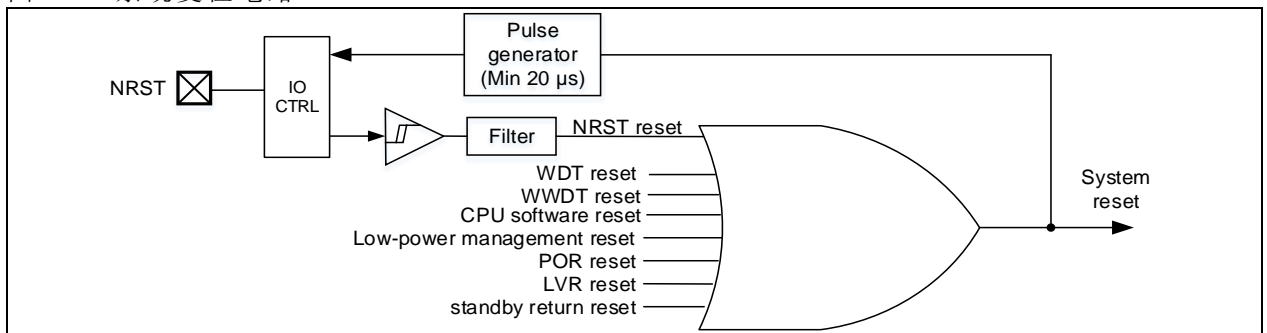 Pulse
generator
(Min 20 µs)
NRST
IO
CTRL
Filter
NRST reset
WDT reset
WWDT reset
CPU software reset
Low-power management reset
POR reset
LVR reset
standby return reset
System
reset